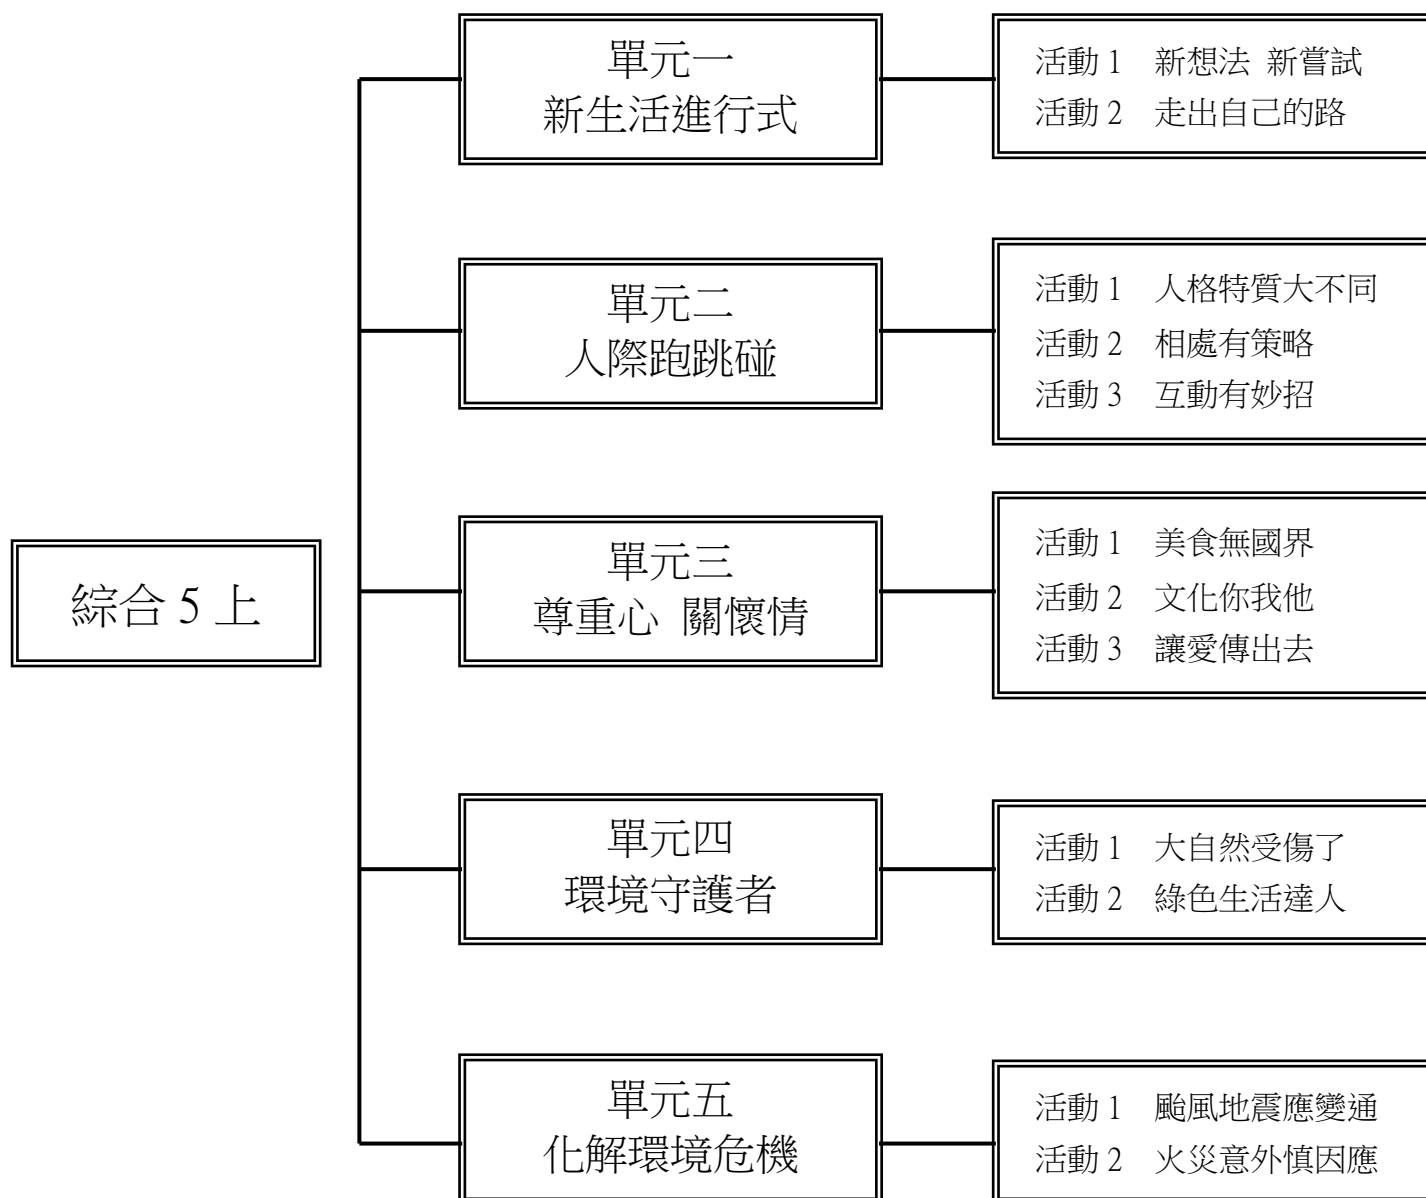 單元一
新生活進行式
活動 1 新想法 新嘗試
活動 2 走出自己的路
單元二
人際跑跳碰
活動 1 人格特質大不同
活動 2 相處有策略
活動 3 互動有妙招
綜合 5 上
單元三
尊重心 關懷情
活動 1 美食無國界
活動 2 文化你我他
活動 3 讓愛傳出去
單元四
環境守護者
活動 1 大自然受傷了
活動 2 綠色生活達人
單元五
化解環境危機
活動 1 颱風地震應變通
活動 2 火災意外慎因應